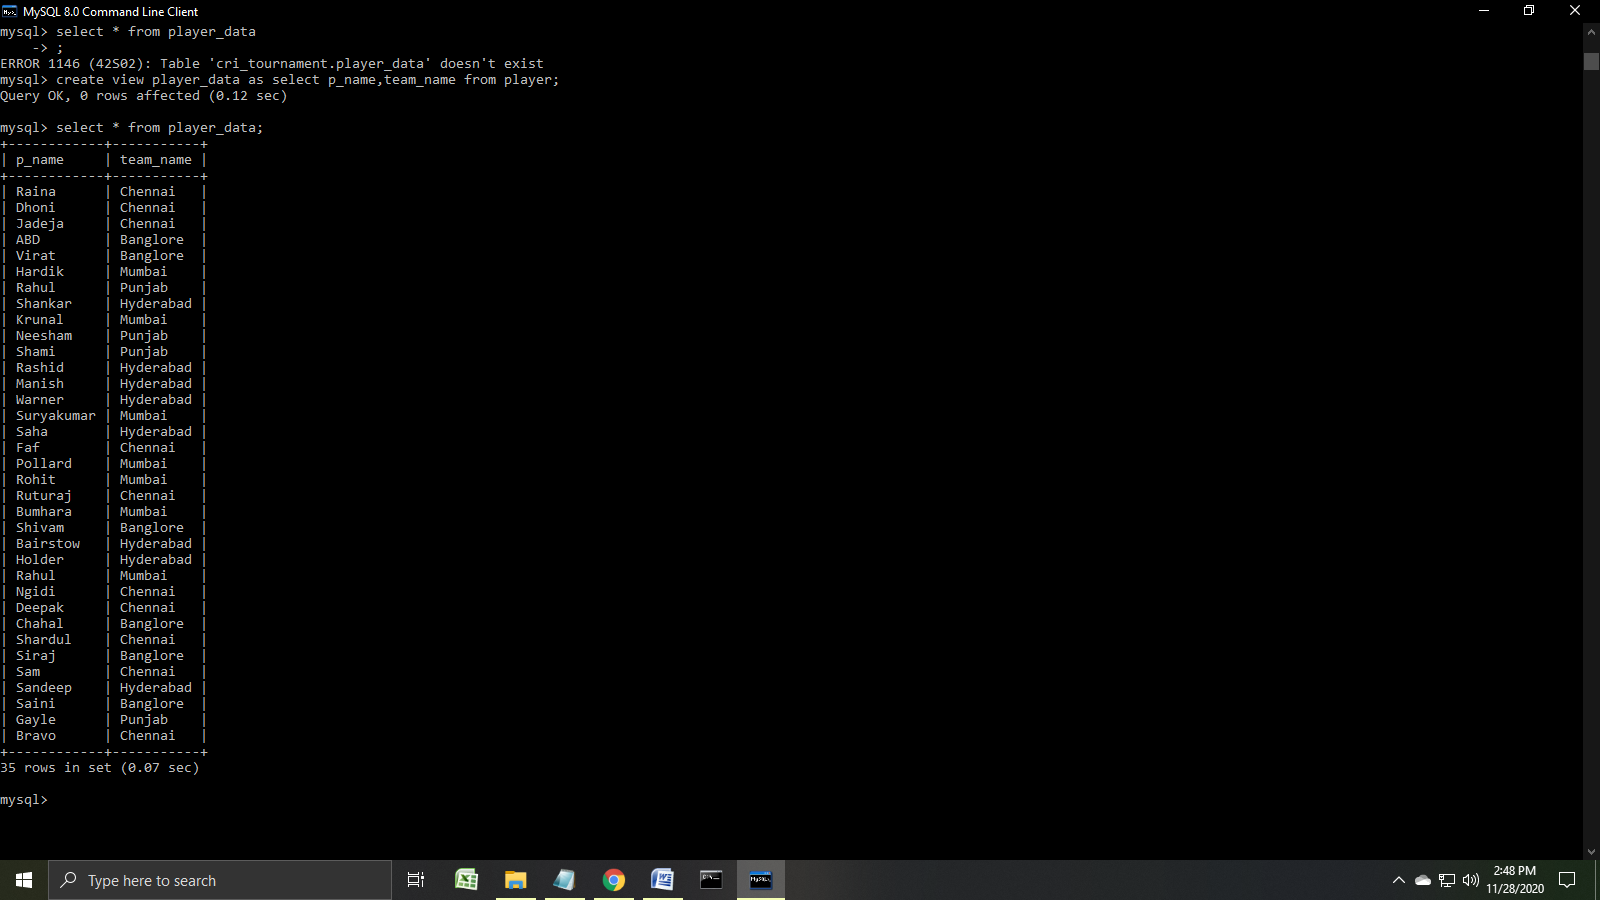 MySQL 8.0 Command Line Client
mysql> select * from player_data
    -> ;
ERROR 1146 (42S02): Table 'cri_tournament.player_data' doesn't exist
mysql> create view player_data as select p_name,team_name from player;
Query OK, 0 rows affected (0.12 sec)
mysql> select * from player_data;
+------------+-----------+
| p_name     | team_name |
+------------+-----------+
| Raina      | Chennai   |
| Dhoni      | Chennai   |
| Jadeja     | Chennai   |
| ABD        | Banglore  |
| Virat      | Banglore  |
| Hardik     | Mumbai    |
| Rahul      | Punjab    |
| Shankar    | Hyderabad |
| Krunal     | Mumbai    |
| Neesham    | Punjab    |
| Shami      | Punjab    |
| Rashid     | Hyderabad |
| Manish     | Hyderabad |
| Warner     | Hyderabad |
| Suryakumar | Mumbai    |
| Saha       | Hyderabad |
| Faf        | Chennai   |
| Pollard    | Mumbai    |
| Rohit      | Mumbai    |
| Ruturaj    | Chennai   |
| Bumhara    | Mumbai    |
| Shivam     | Banglore  |
| Bairstow   | Hyderabad |
| Holder     | Hyderabad |
| Rahul      | Mumbai    |
| Ngidi      | Chennai   |
| Deepak     | Chennai   |
| Chahal     | Banglore  |
| Shardul    | Chennai   |
| Siraj      | Banglore  |
| Sam        | Chennai   |
| Sandeep    | Hyderabad |
| Saini      | Banglore  |
| Gayle      | Punjab    |
| Bravo      | Chennai   |
+------------+-----------+
35 rows in set (0.07 sec)
mysql>
Type here to search
2:48 PM
11/28/2020